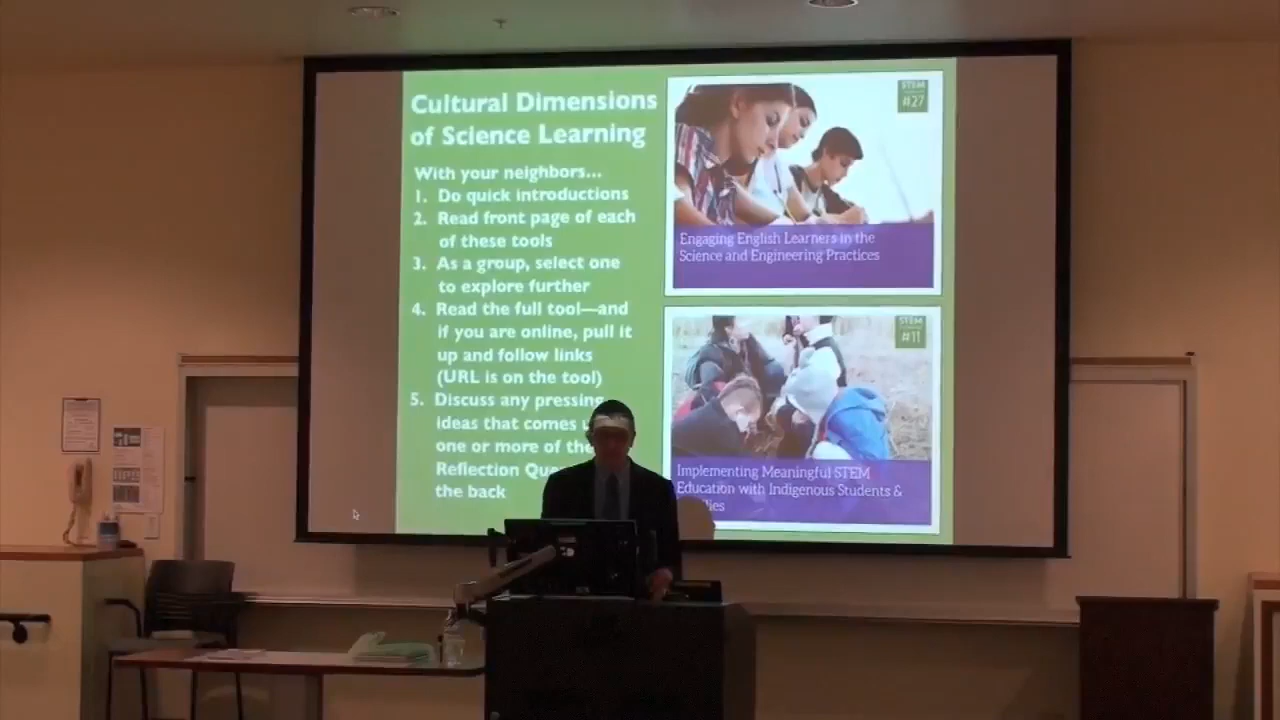 Cultural Dimensions
of Science Learning
With your neighbors...
1. Do quick introductions
2. Read front page of each
of these tools
3. As a group, select one
to explore further
4. Read the full tool—and
if you are online, pull it
up and follow links
(URL is on the tool)
5. Discuss any pressing
ideas that comes
one or more of the
Reflection
the back
STEM
#27
Engaging English Learners in the
Science and Engineering Practices
STEM
#11
Implementing Meaningful STEM
Education with Indigenous Students &